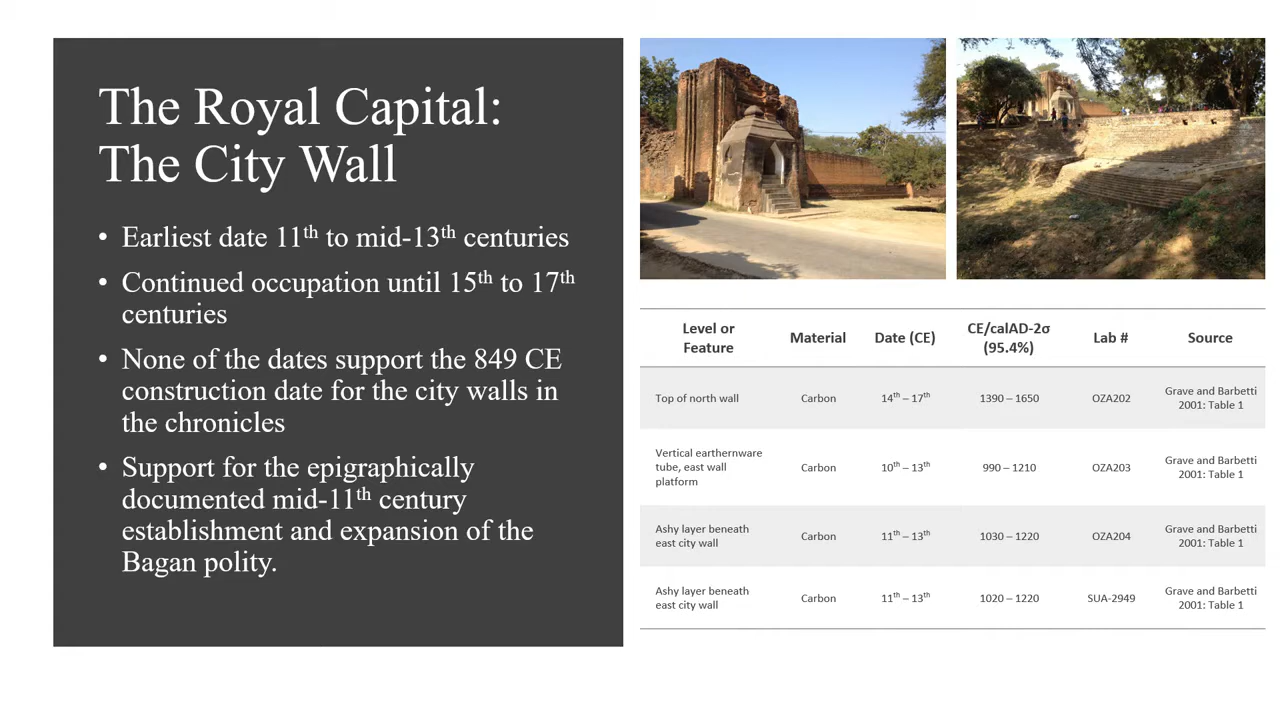 The Royal Capital:
The City Wall
• Earliest date 11th to mid-13th centuries
• Continued occupation until 15th to 17th
centuries
• None of the dates support the 849 CE
construction date for the city walls in
the chronicles
• Support for the epigraphically
documented mid-11th century
establishment and expansion of the
Bagan polity.
Level or Feature | Material | Date (CE) | CE/calAD-2σ (95.4%) | Lab # | Source
Top of north wall | Carbon | 14th – 17th | 1390 – 1650 | OZA202 | Grave and Barbetti 2001: Table 1
Vertical earthernware tube, east wall platform | Carbon | 10th – 13th | 990 – 1210 | OZA203 | Grave and Barbetti 2001: Table 1
Ashy layer beneath east city wall | Carbon | 11th – 13th | 1030 – 1220 | OZA204 | Grave and Barbetti 2001: Table 1
Ashy layer beneath east city wall | Carbon | 11th – 13th | 1020 – 1220 | SUA-2949 | Grave and Barbetti 2001: Table 1